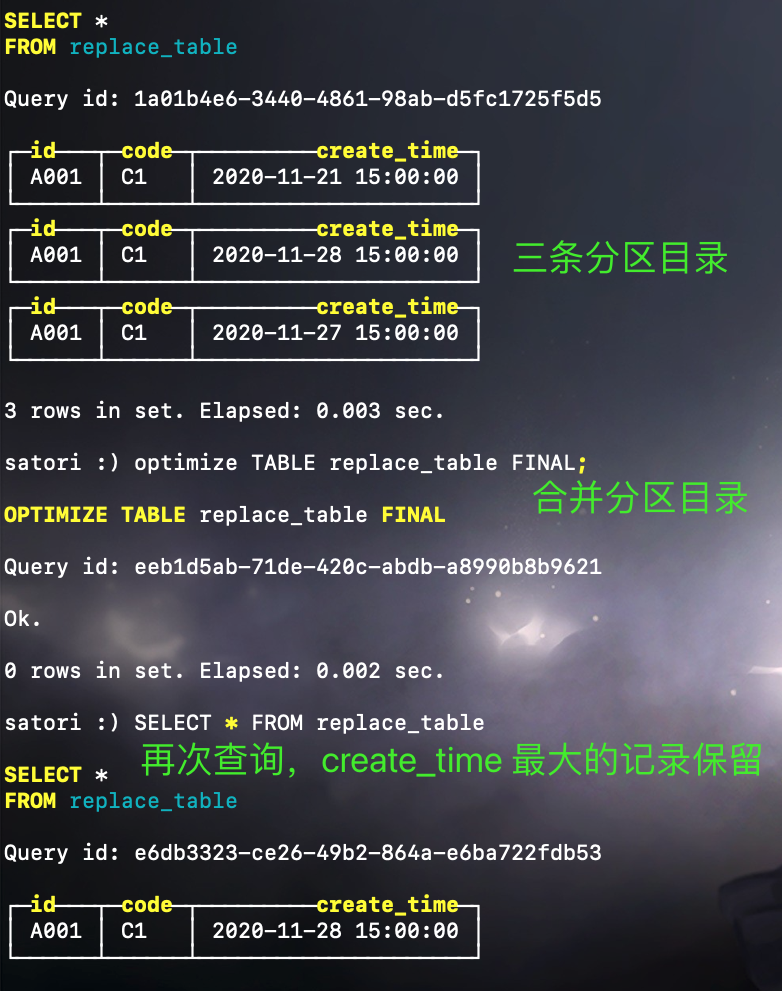 SELECT *
FROM replace_table
Query id: 1a01b4e6-3440-4861-98ab-d5fc1725f5d5
id code create_time
A001 C1 2020-11-21 15:00:00
id code create_time
A001 C1 2020-11-28 15:00:00
三条分区目录
id code create_time
A001 C1 2020-11-27 15:00:00
3 rows in set. Elapsed: 0.003 sec.
satori :) optimize TABLE replace_table FINAL;
合并分区目录
OPTIMIZE TABLE replace_table FINAL
Query id: eeb1d5ab-71de-420c-abdb-a8990b8b9621
Ok.
0 rows in set. Elapsed: 0.002 sec.
satori :) SELECT * FROM replace_table
再次查询，create_time 最大的记录保留
SELECT *
FROM replace_table
Query id: e6db3323-ce26-49b2-864a-e6ba722fdb53
id code create_time
A001 C1 2020-11-28 15:00:00